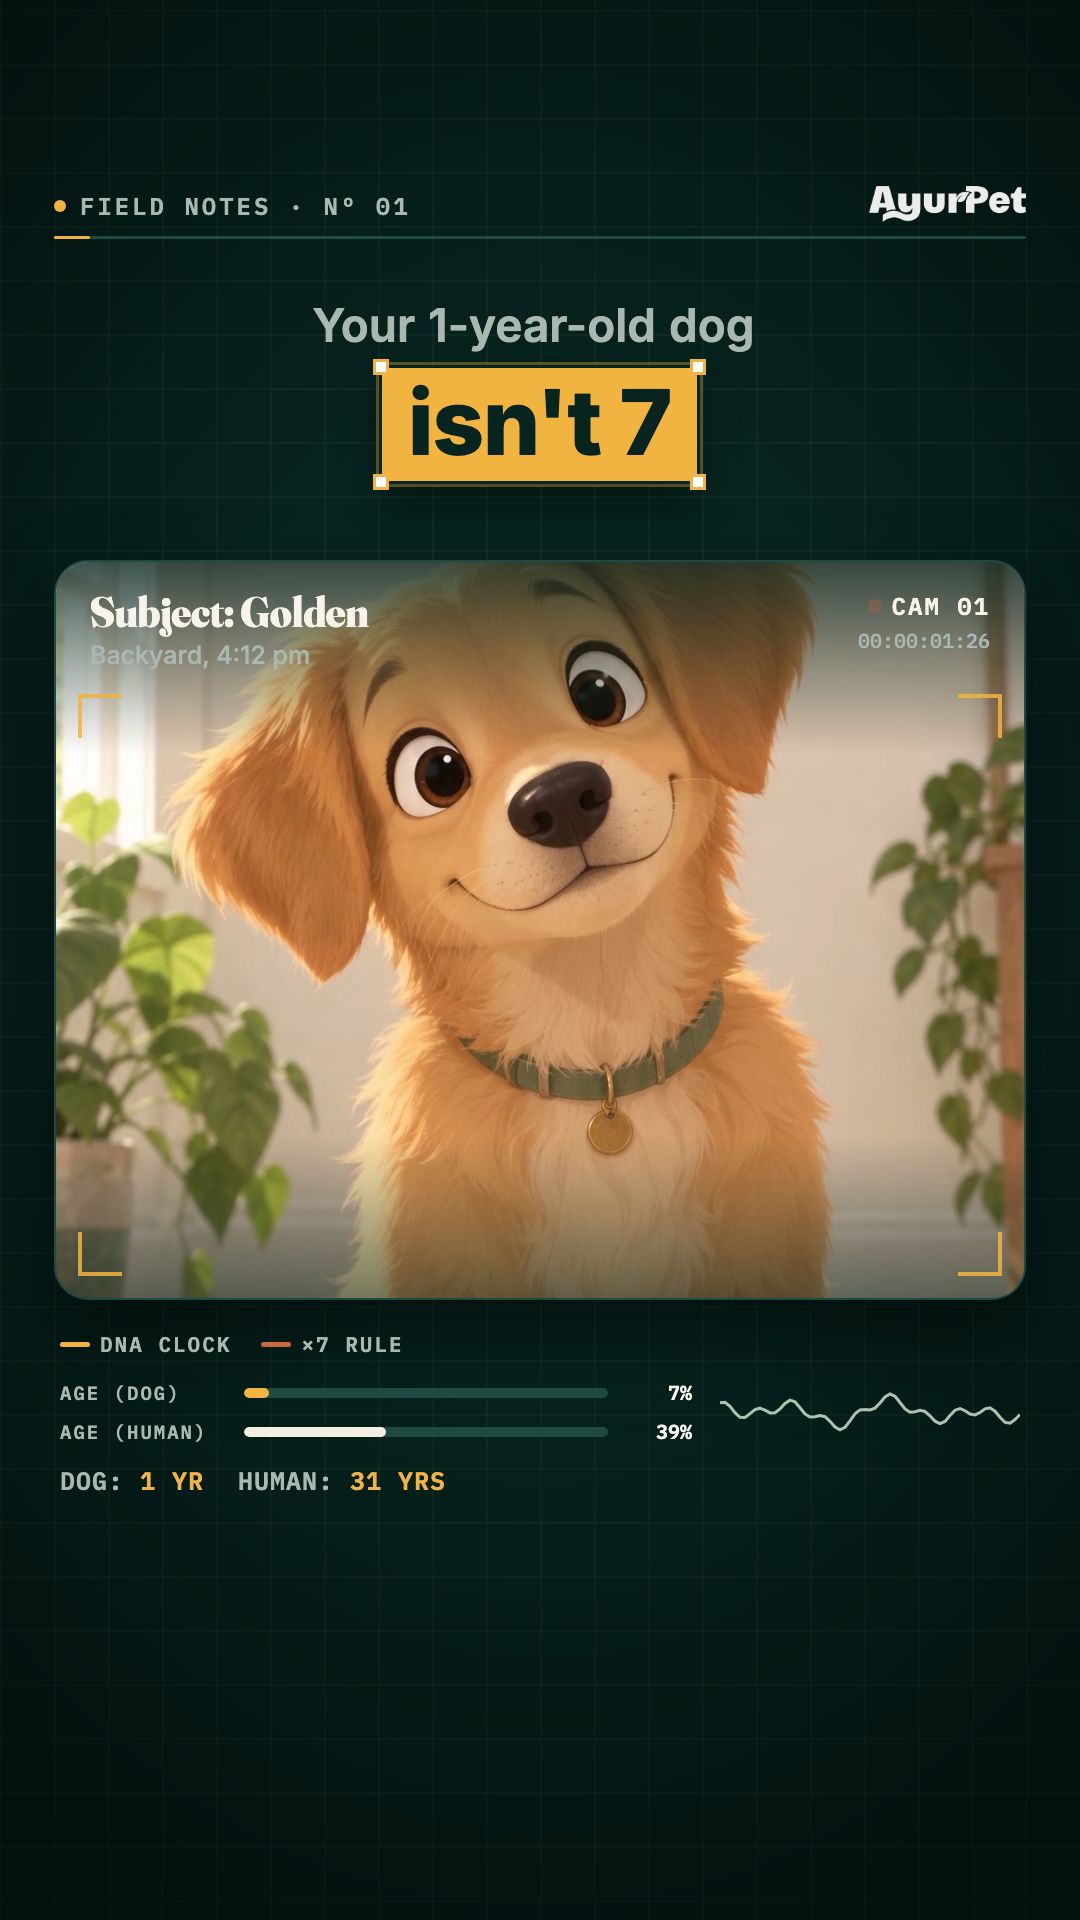 FIELD NOTES · Nº 01
AyurPet
Your 1-year-old dog
isn't 7
Subject: Golden
Backyard, 4:12 pm
CAM 01
00:00:01:26
DNA CLOCK
×7 RULE
AGE (DOG) 7%
AGE (HUMAN) 39%
DOG: 1 YR HUMAN: 31 YRS